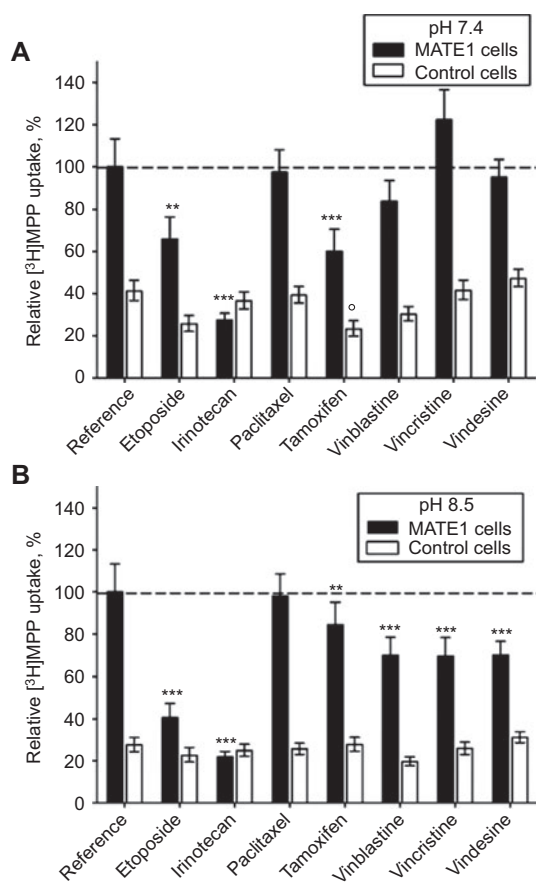 A
pH 7.4
MATE1 cells
Control cells
Relative [³H]MPP uptake, %
140
120
100
80
60
40
20
0
**
***
***
°
Reference
Etoposide
Irinotecan
Paclitaxel
Tamoxifen
Vinblastine
Vincristine
Vindesine
B
pH 8.5
MATE1 cells
Control cells
Relative [³H]MPP uptake, %
140
120
100
80
60
40
20
0
***
***
**
***
***
***
Reference
Etoposide
Irinotecan
Paclitaxel
Tamoxifen
Vinblastine
Vincristine
Vindesine